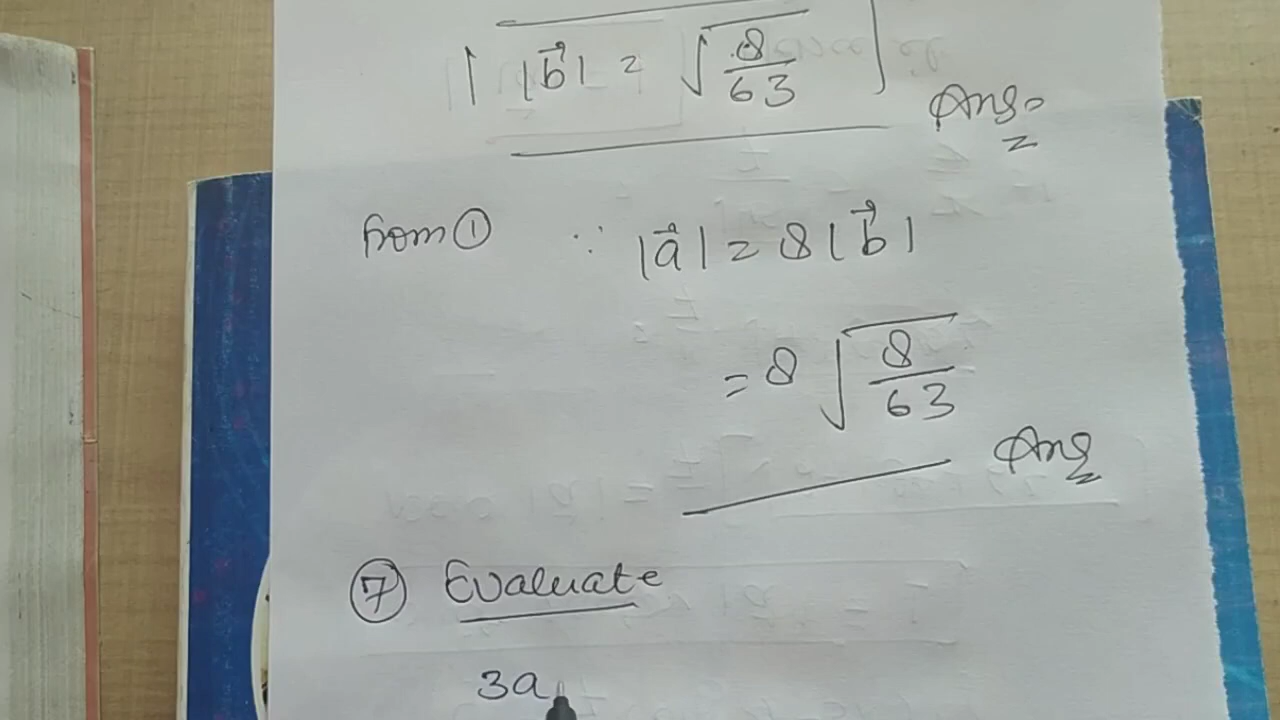 |b⃗| = √(8/63) Ans.
from ① ∵ |a⃗| = 8|b⃗|
= 8 √(8/63)
Ans
⑦ Evaluate
3a